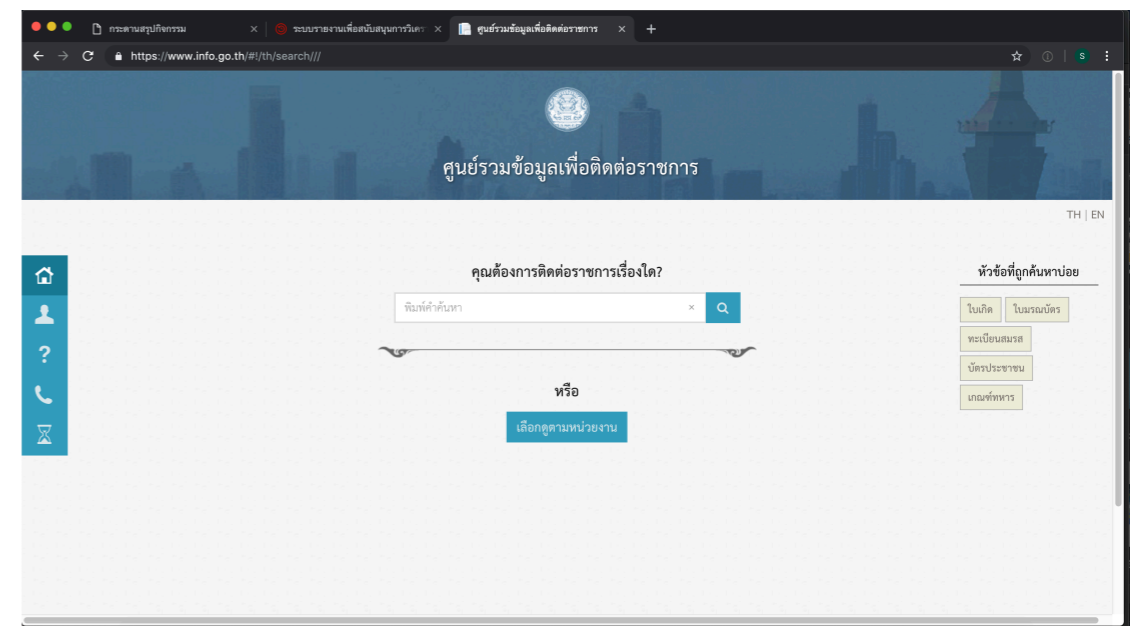 กระดานสรุปกิจกรรม
ระบบรายงานเพื่อสนับสนุนการวิเคร
ศูนย์รวมข้อมูลเพื่อติดต่อราชการ
https://www.info.go.th/#!/th/search///
S
ศูนย์รวมข้อมูลเพื่อติดต่อราชการ
TH | EN
คุณต้องการติดต่อราชการเรื่องใด?
พิมพ์คำค้นหา
หรือ
เลือกดูตามหน่วยงาน
หัวข้อที่ถูกค้นหาบ่อย
ใบเกิด ใบมรณบัตร
ทะเบียนสมรส
บัตรประชาชน
เกณฑ์ทหาร